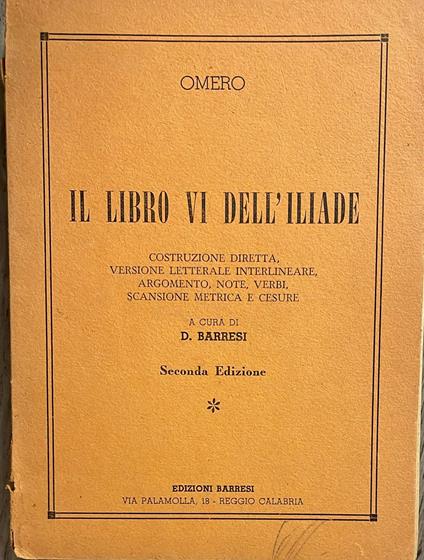 OMERO
IL LIBRO VI DELL'ILIADE
COSTRUZIONE DIRETTA,
VERSIONE LETTERALE INTERLINEARE,
ARGOMENTO, NOTE, VERBI,
SCANSIONE METRICA E CESURE
A CURA DI
D. BARRESI
Seconda Edizione
*
EDIZIONI BARRESI
VIA PALAMOLLA, 18 - REGGIO CALABRIA